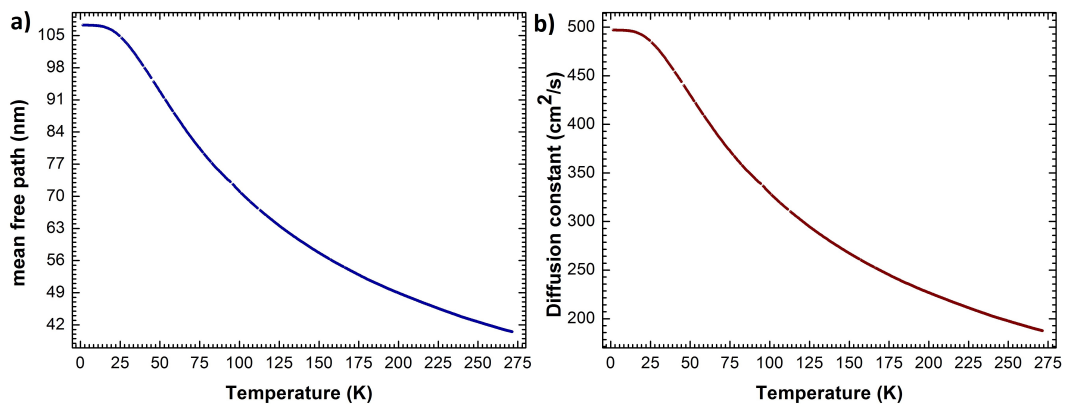 a)
mean free path (nm)
105
98
91
84
77
70
63
56
49
42
0 25 50 75 100 125 150 175 200 225 250 275
Temperature (K)
b)
Diffusion constant (cm²/s)
500
450
400
350
300
250
200
0 25 50 75 100 125 150 175 200 225 250 275
Temperature (K)